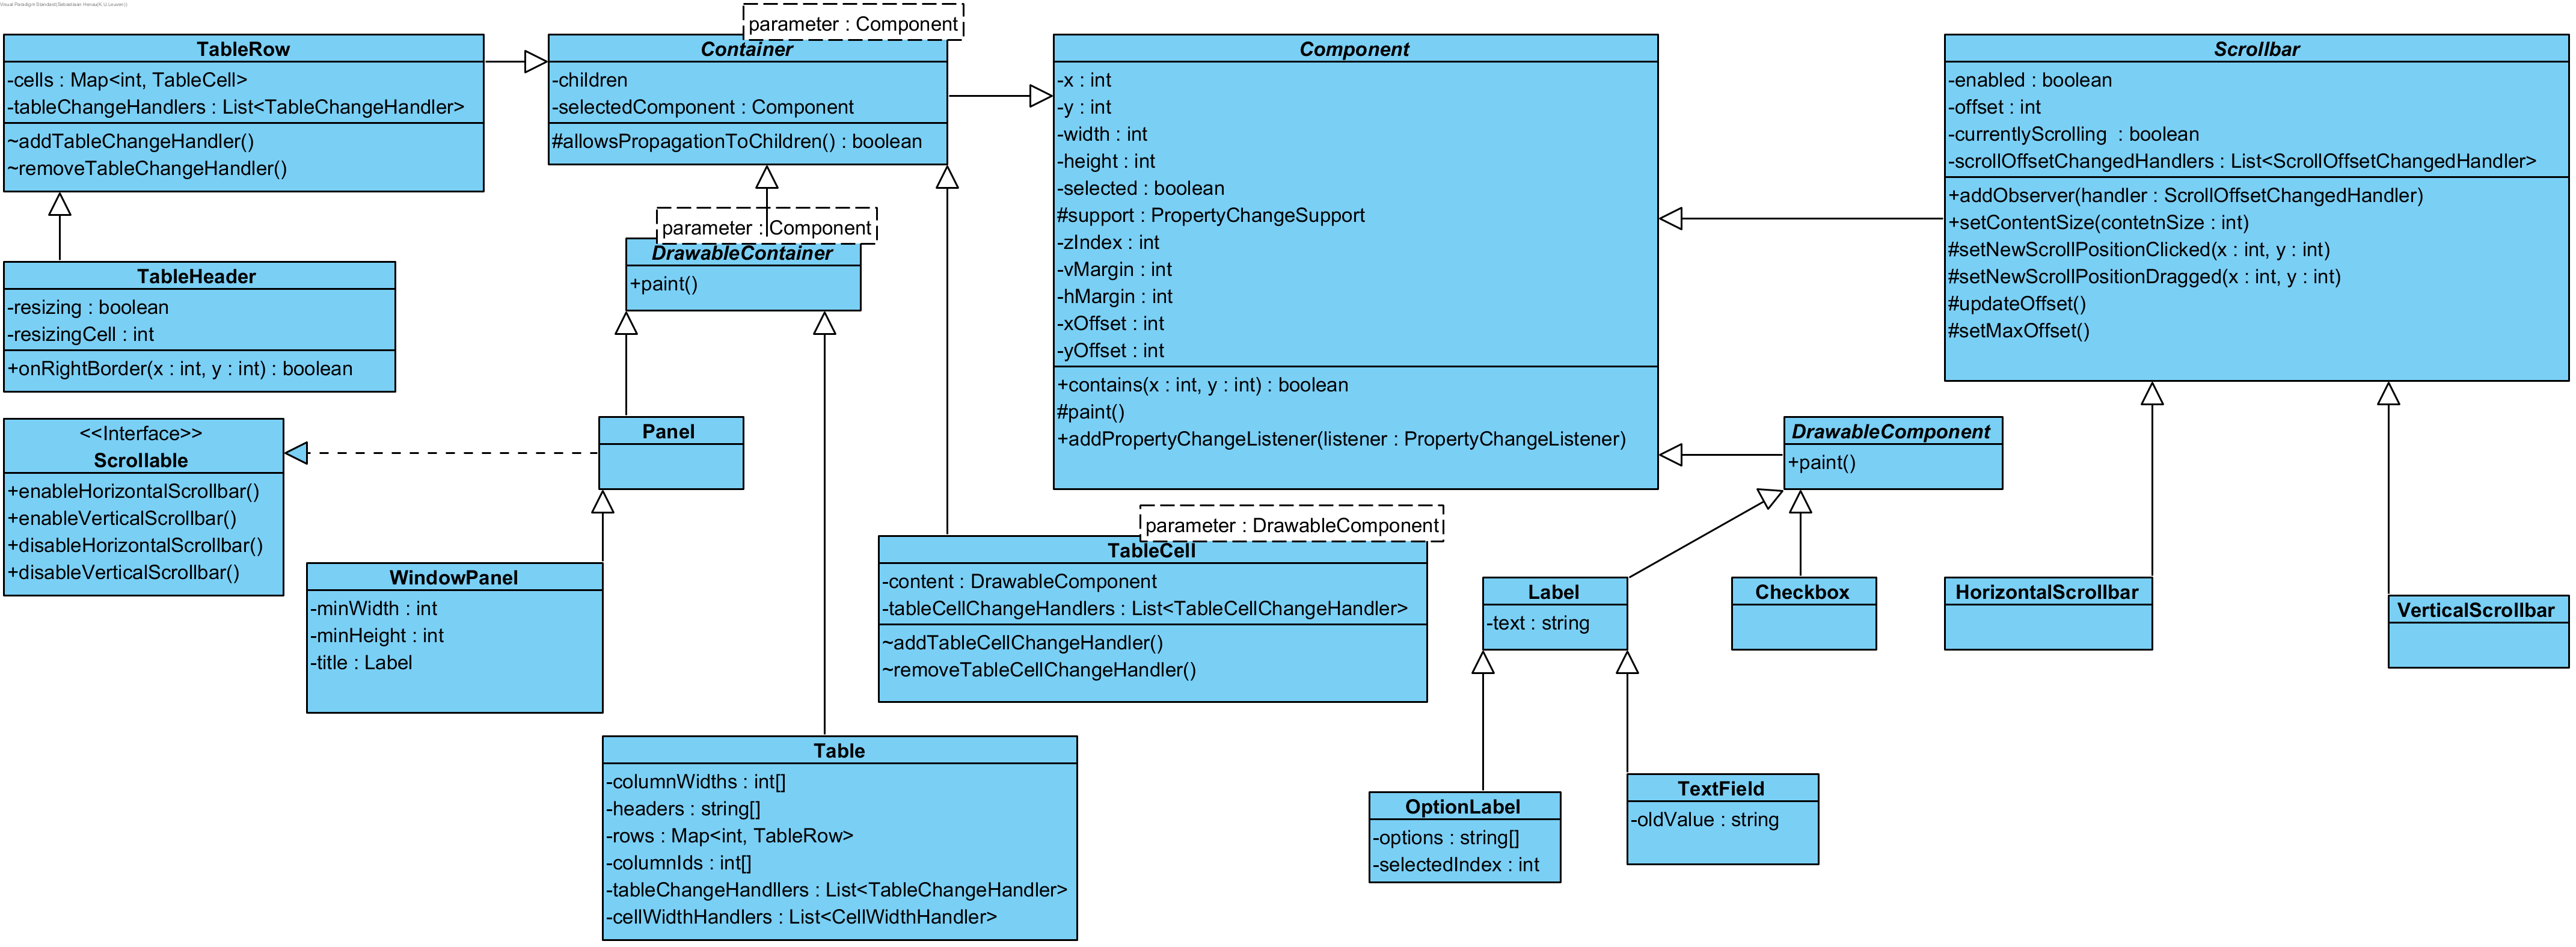 Visual Paradigm Standard(Sebastiaan Henau(K.U.Leuven))
TableRow
-cells : Map<int, TableCell>
-tableChangeHandlers : List<TableChangeHandler>
~addTableChangeHandler()
~removeTableChangeHandler()
parameter : Component
Container
-children
-selectedComponent : Component
#allowsPropagationToChildren() : boolean
Component
-x : int
-y : int
-width : int
-height : int
-selected : boolean
#support : PropertyChangeSupport
-zIndex : int
-vMargin : int
-hMargin : int
-xOffset : int
-yOffset : int
+contains(x : int, y : int) : boolean
#paint()
+addPropertyChangeListener(listener : PropertyChangeListener)
Scrollbar
-enabled : boolean
-offset : int
-currentlyScrolling  : boolean
-scrollOffsetChangedHandlers : List<ScrollOffsetChangedHandler>
+addObserver(handler : ScrollOffsetChangedHandler)
+setContentSize(contetnSize : int)
#setNewScrollPositionClicked(x : int, y : int)
#setNewScrollPositionDragged(x : int, y : int)
#updateOffset()
#setMaxOffset()
TableHeader
-resizing : boolean
-resizingCell : int
+onRightBorder(x : int, y : int) : boolean
parameter : Component
DrawableContainer
+paint()
<<Interface>>
Scrollable
+enableHorizontalScrollbar()
+enableVerticalScrollbar()
+disableHorizontalScrollbar()
+disableVerticalScrollbar()
Panel
DrawableComponent
+paint()
WindowPanel
-minWidth : int
-minHeight : int
-title : Label
parameter : DrawableComponent
TableCell
-content : DrawableComponent
-tableCellChangeHandlers : List<TableCellChangeHandler>
~addTableCellChangeHandler()
~removeTableCellChangeHandler()
Label
-text : string
Checkbox
HorizontalScrollbar
VerticalScrollbar
Table
-columnWidths : int[]
-headers : string[]
-rows : Map<int, TableRow>
-columnIds : int[]
-tableChangeHandllers : List<TableChangeHandler>
-cellWidthHandlers : List<CellWidthHandler>
OptionLabel
-options : string[]
-selectedIndex : int
TextField
-oldValue : string